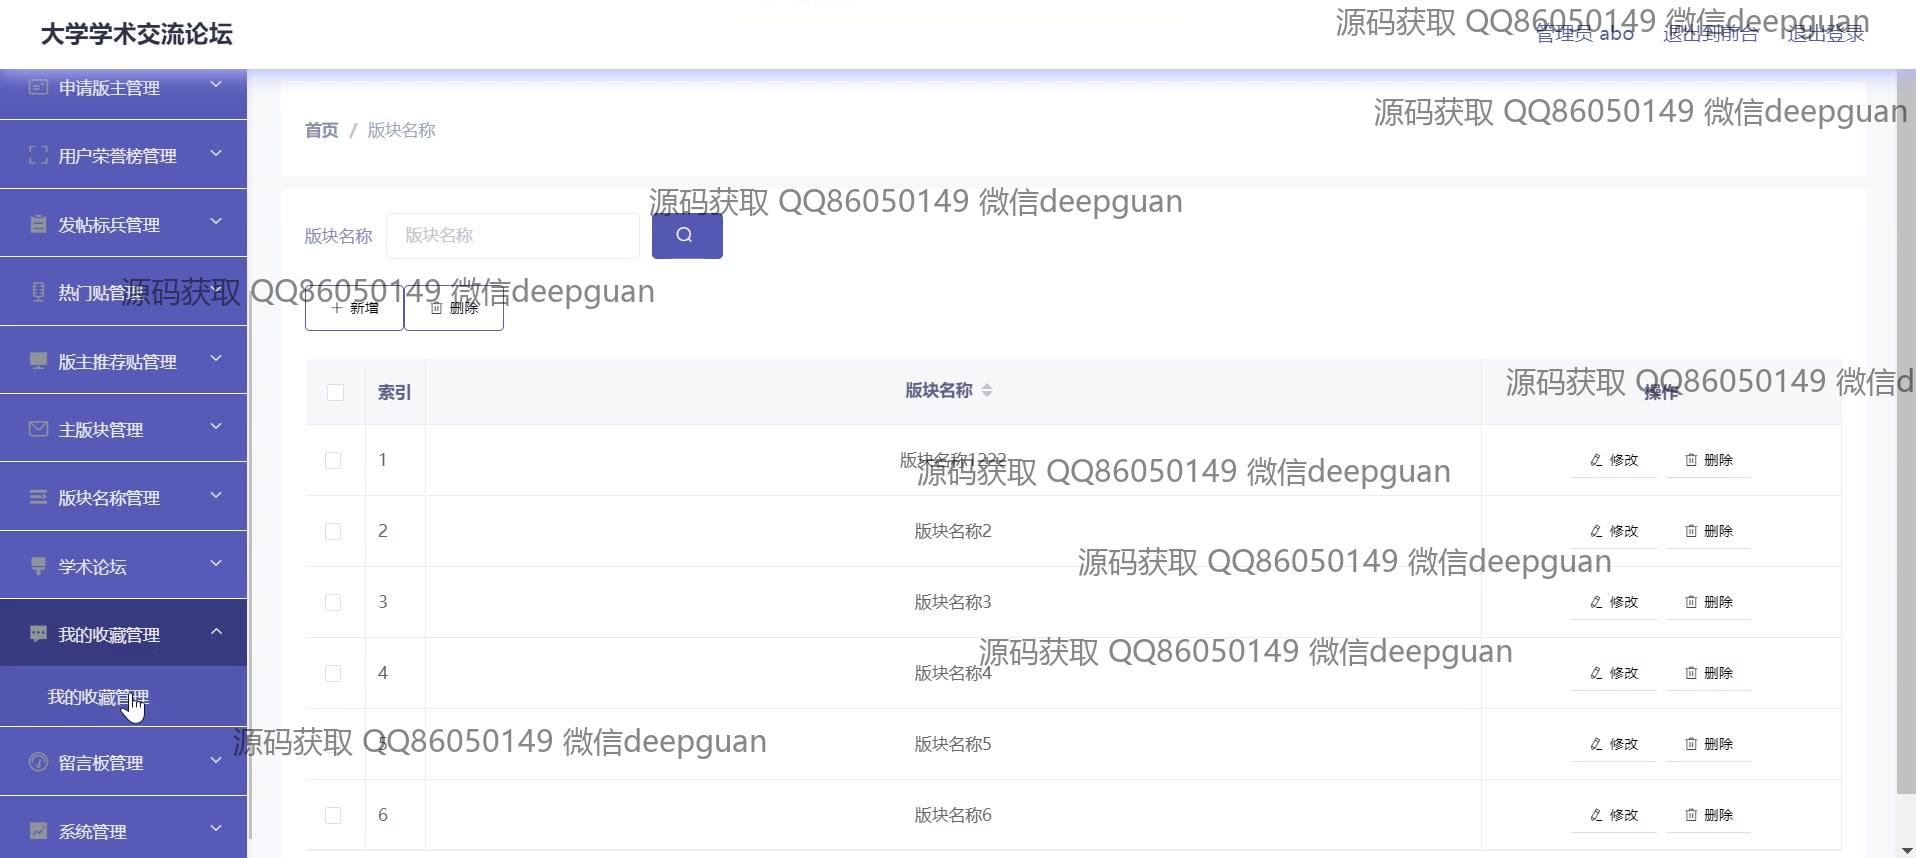 大学学术交流论坛
源码获取 QQ86050149 微信deepguan
管理员 abo 退出到前台 退出登录
申请版主管理
用户荣誉榜管理
发帖标兵管理
热门贴管理
版主推荐贴管理
主版块管理
版块名称管理
学术论坛
我的收藏管理
我的收藏管理
留言板管理
系统管理
首页 / 版块名称
源码获取 QQ86050149 微信deepguan
源码获取 QQ86050149 微信deepguan
版块名称 版块名称
源码获取 QQ86050149 微信deepguan
新增 删除
源码获取 QQ86050149 微信d
索引 版块名称 操作
1 版块名称1222 修改 删除
源码获取 QQ86050149 微信deepguan
2 版块名称2 修改 删除
源码获取 QQ86050149 微信deepguan
3 版块名称3 修改 删除
源码获取 QQ86050149 微信deepguan
4 版块名称4 修改 删除
源码获取 QQ86050149 微信deepguan
5 版块名称5 修改 删除
6 版块名称6 修改 删除